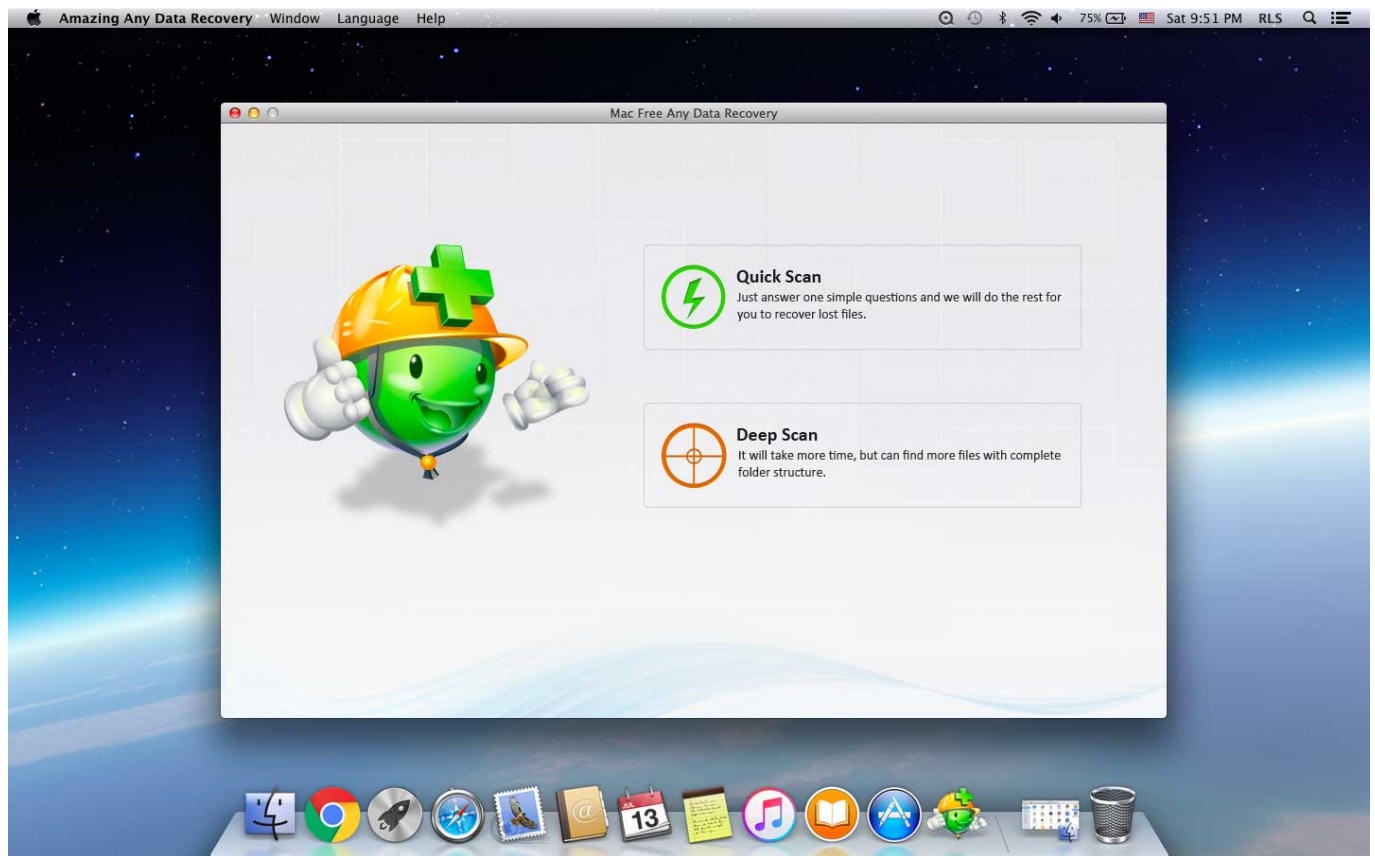 Amazing Any Data Recovery Window Language Help 75% Sat 9:51 PM RLS
Mac Free Any Data Recovery
Quick Scan
Just answer one simple questions and we will do the rest for
you to recover lost files.
Deep Scan
It will take more time, but can find more files with complete
folder structure.
JUL
13
@